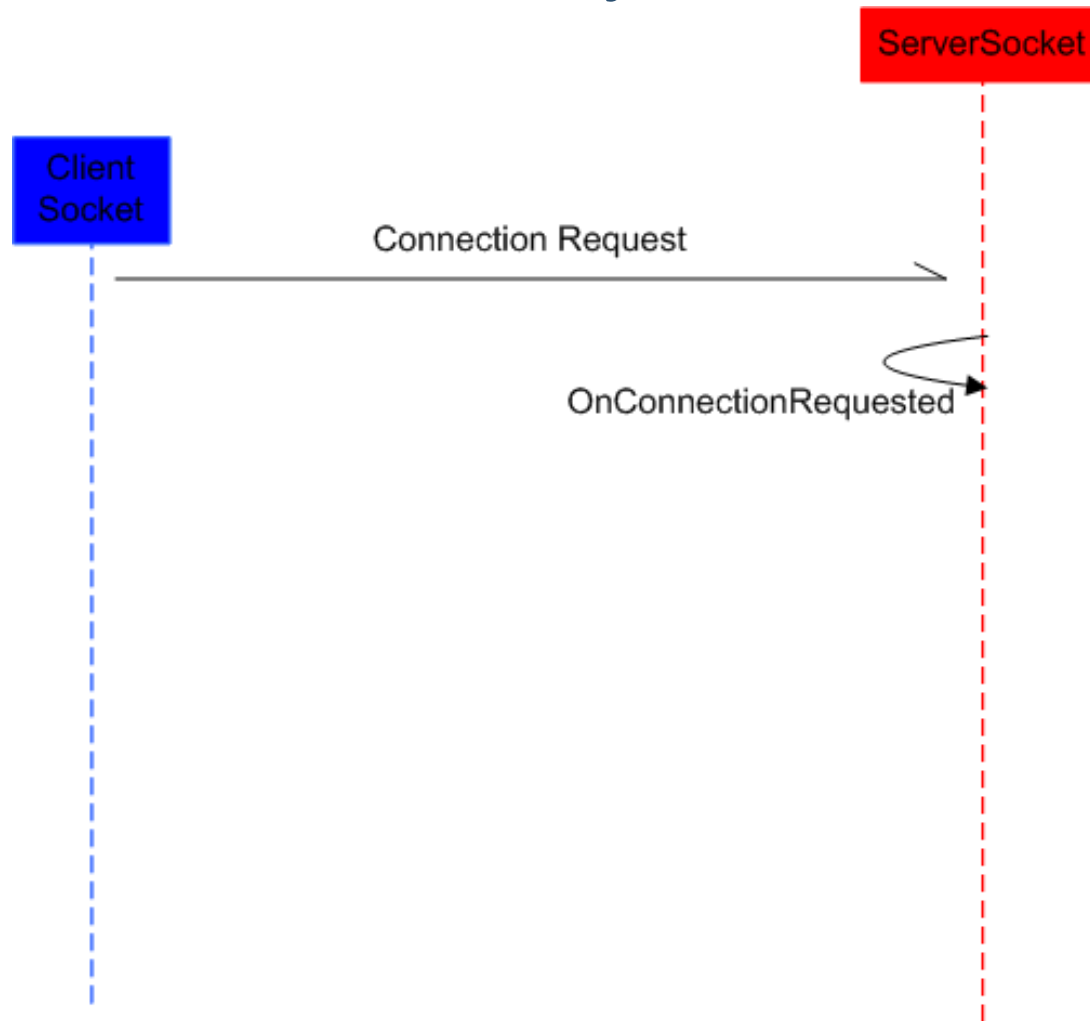 ServerSocket
Client
Socket
Connection Request
OnConnectionRequested